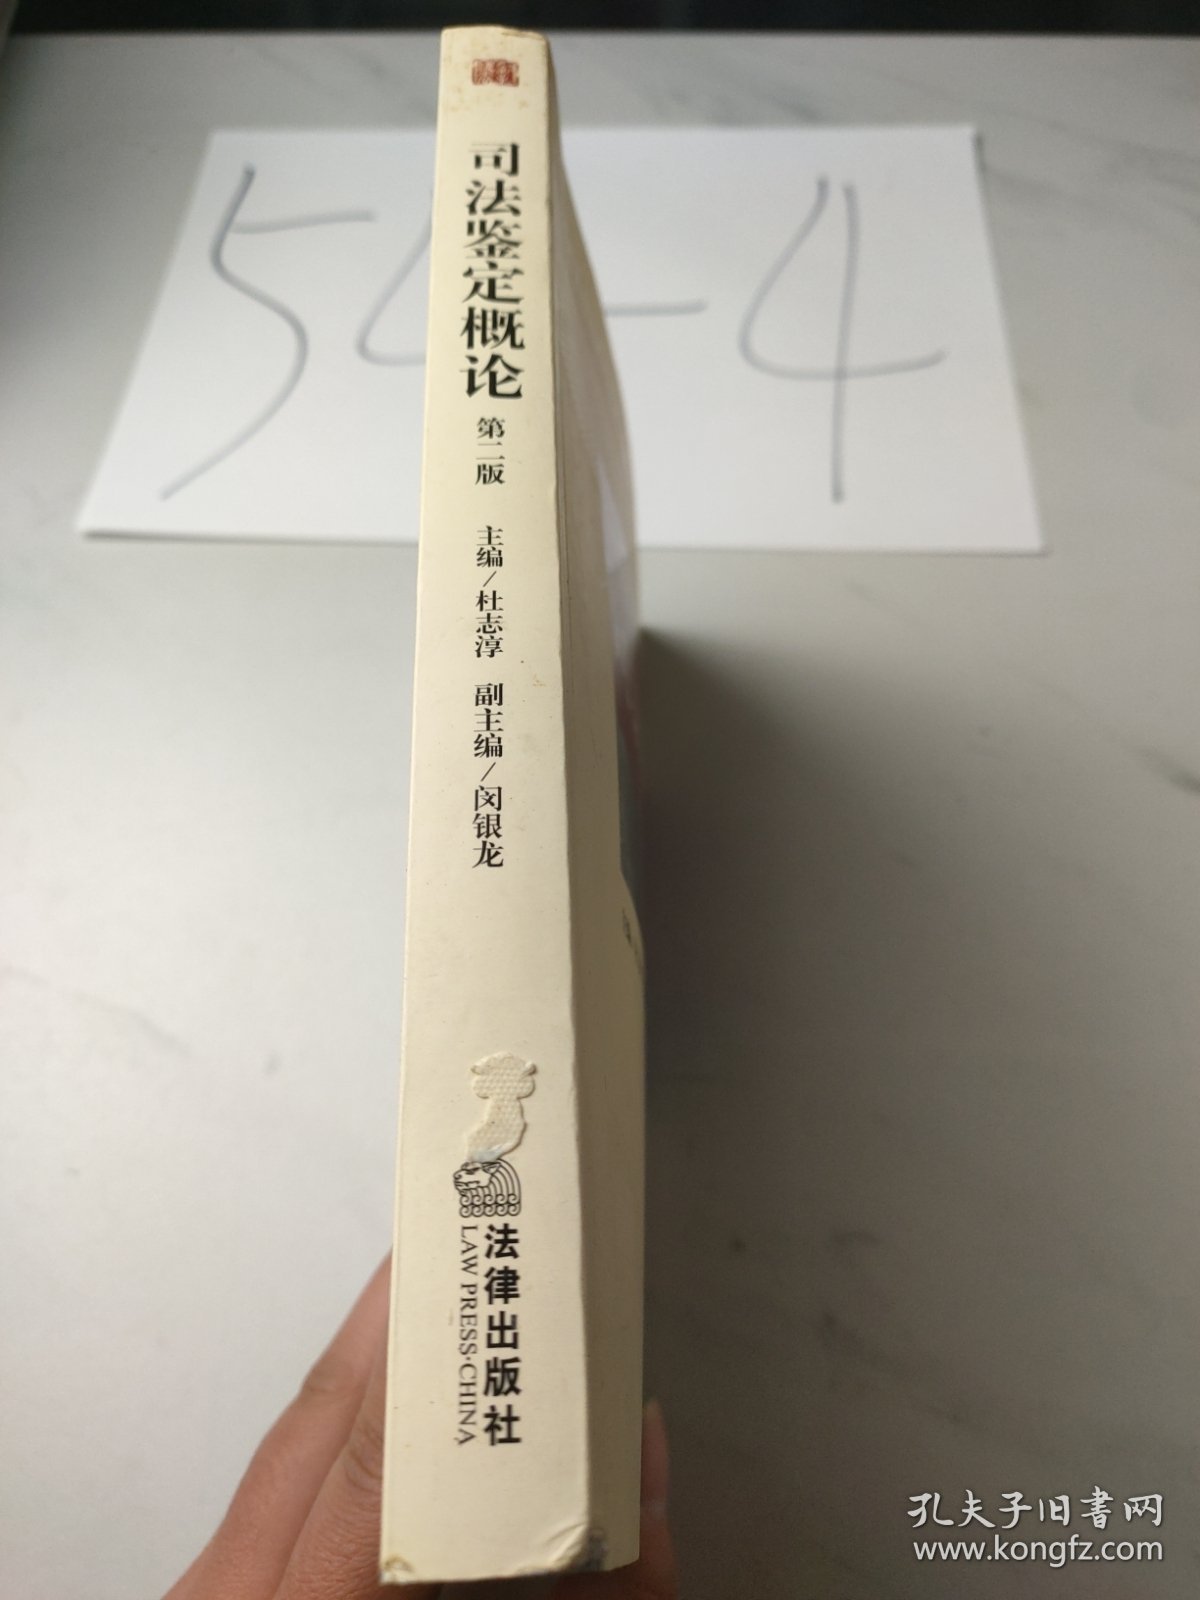 司法鉴定概论
第二版
主编/杜志淳 副主编/闵银龙
法律出版社
LAW PRESS·CHINA
5
-4
孔夫子旧书网
www.kongfz.com